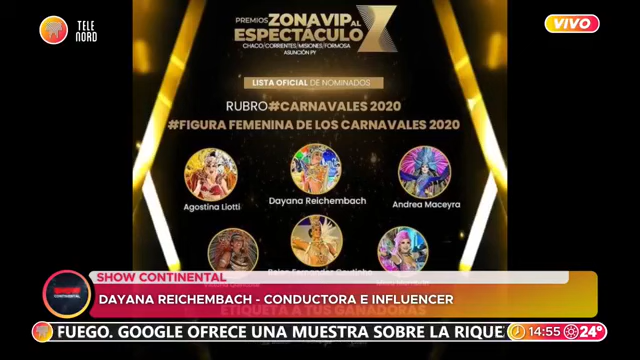 TELE
NORD
PREMIOS ZONAVIP AL
ESPECTÁCULO
CHACO/CORRIENTES/MISIONES/FORMOSA
ASUNCIÓN PY
VIVO
LISTA OFICIAL DE NOMINADOS
RUBRO#CARNAVALES 2020
#FIGURA FEMENINA DE LOS CARNAVALES 2020
Agostina Liotti
Dayana Reichembach
Andrea Maceyra
SHOW CONTINENTAL
SHOW
CONTINENTAL
DAYANA REICHEMBACH - CONDUCTORA E INFLUENCER
ETIQUETA A TUS GANADORAS
FUEGO. GOOGLE OFRECE UNA MUESTRA SOBRE LA RIQUE
14:55
24°